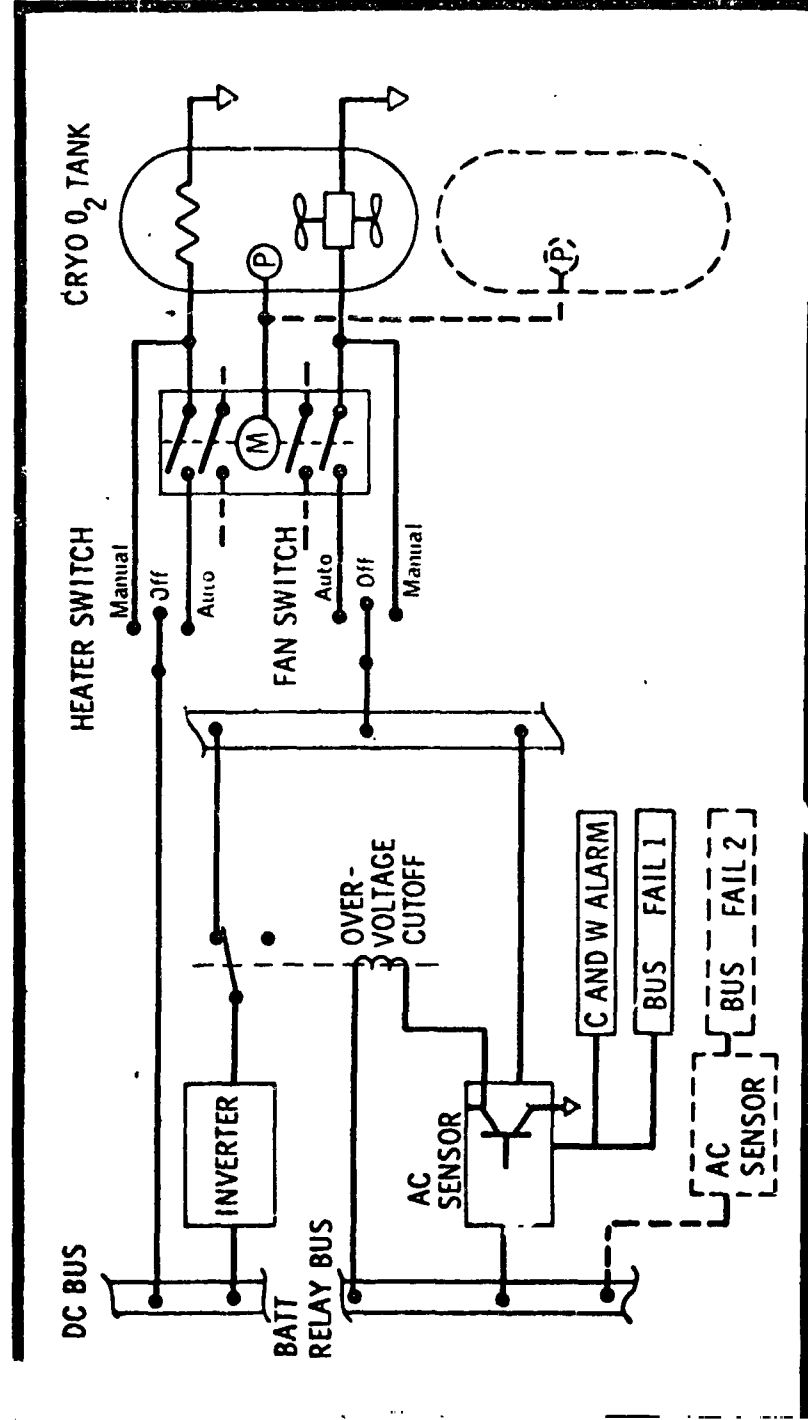 CRYO O2 TANK
P
P
HEATER SWITCH
Manual
Off
Auto
M
FAN SWITCH
Auto
Off
Manual
DC BUS
INVERTER
OVER-
VOLTAGE
CUTOFF
BATT
RELAY BUS
AC
SENSOR
C AND W ALARM
BUS FAIL 1
AC
SENSOR
BUS FAIL 2